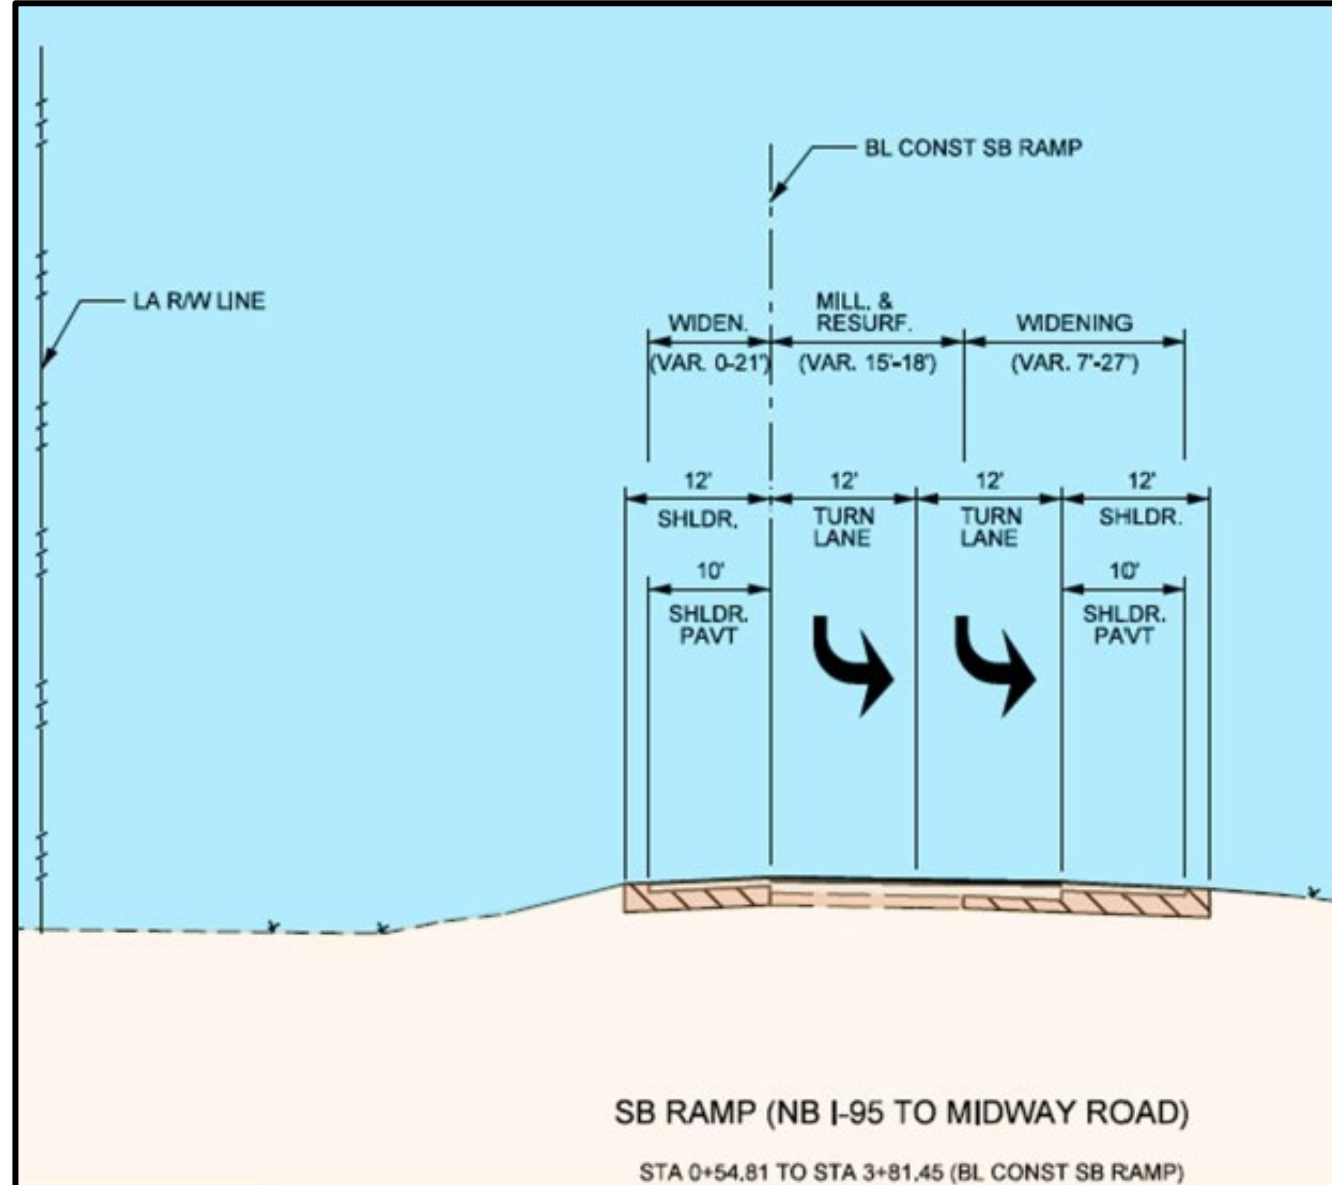 BL CONST SB RAMP
LA R/W LINE
WIDEN.
(VAR. 0-21')
MILL. &
RESURF.
(VAR. 15'-18')
WIDENING
(VAR. 7'-27')
12'
SHLDR.
12'
TURN
LANE
12'
TURN
LANE
12'
SHLDR.
10'
SHLDR.
PAVT
10'
SHLDR.
PAVT
SB RAMP (NB I-95 TO MIDWAY ROAD)
STA 0+54.81 TO STA 3+81.45 (BL CONST SB RAMP)